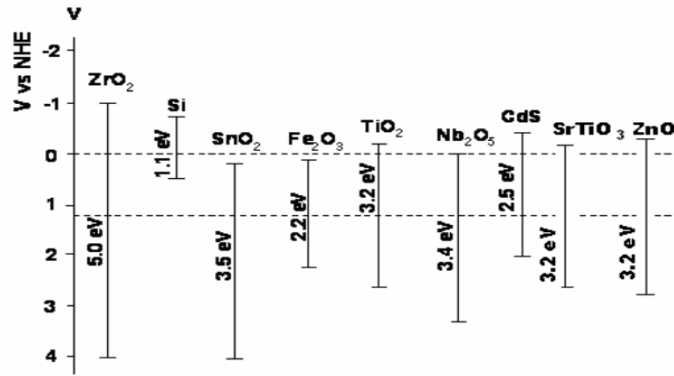 V
V vs NHE
-2
-1
0
1
2
3
4
ZrO₂
5.0 eV
Si
1.1 eV
SnO₂
3.5 eV
Fe₂O₃
2.2 eV
TiO₂
3.2 eV
Nb₂O₅
3.4 eV
CdS
2.5 eV
SrTiO₃
3.2 eV
ZnO
3.2 eV